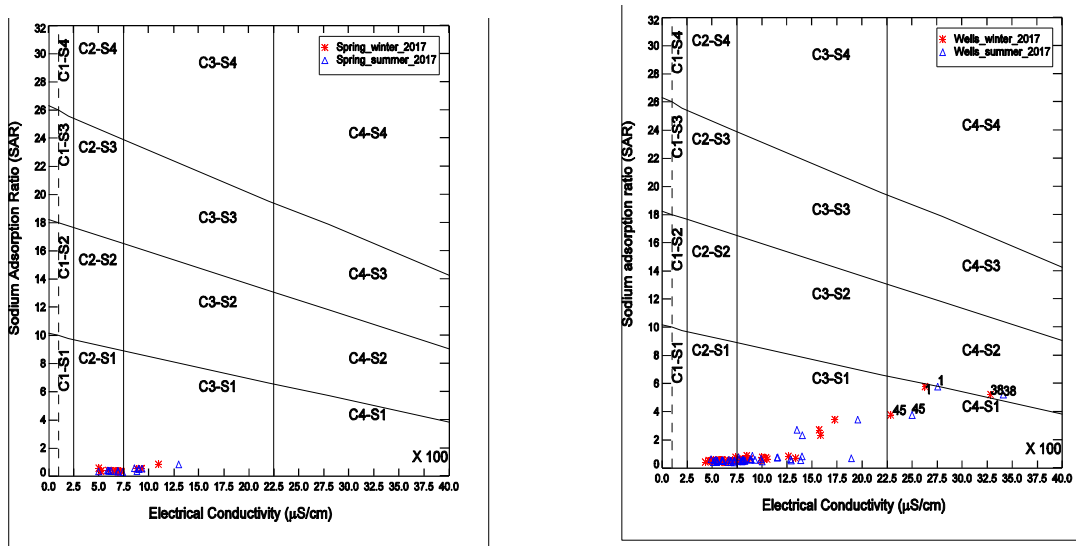 32
30
28
26
24
22
20
18
16
14
12
10
8
6
4
2
0
Sodium Adsorption Ratio (SAR)
C1-S4
C2-S4
C3-S4
C4-S4
C1-S3
C2-S3
C3-S3
C4-S3
C1-S2
C2-S2
C3-S2
C4-S2
C1-S1
C2-S1
C3-S1
C4-S1
Spring_winter_2017
Spring_summer_2017
X 100
0.0 2.5 5.0 7.5 10.0 12.5 15.0 17.5 20.0 22.5 25.0 27.5 30.0 32.5 35.0 37.5 40.0
Electrical Conductivity (µS/cm)
32
30
28
26
24
22
20
18
16
14
12
10
8
6
4
2
0
Sodium adsorption ratio (SAR)
C1-S4
C2-S4
C3-S4
C4-S4
C1-S3
C2-S3
C3-S3
C4-S3
C1-S2
C2-S2
C3-S2
C4-S2
C1-S1
C2-S1
C3-S1
C4-S1
Wells_winter_2017
Wells_summer_2017
1
1
38
38
45
45
X 100
0.0 2.5 5.0 7.5 10.0 12.5 15.0 17.5 20.0 22.5 25.0 27.5 30.0 32.5 35.0 37.5 40.0
Electrical Conductivity (µS/cm)